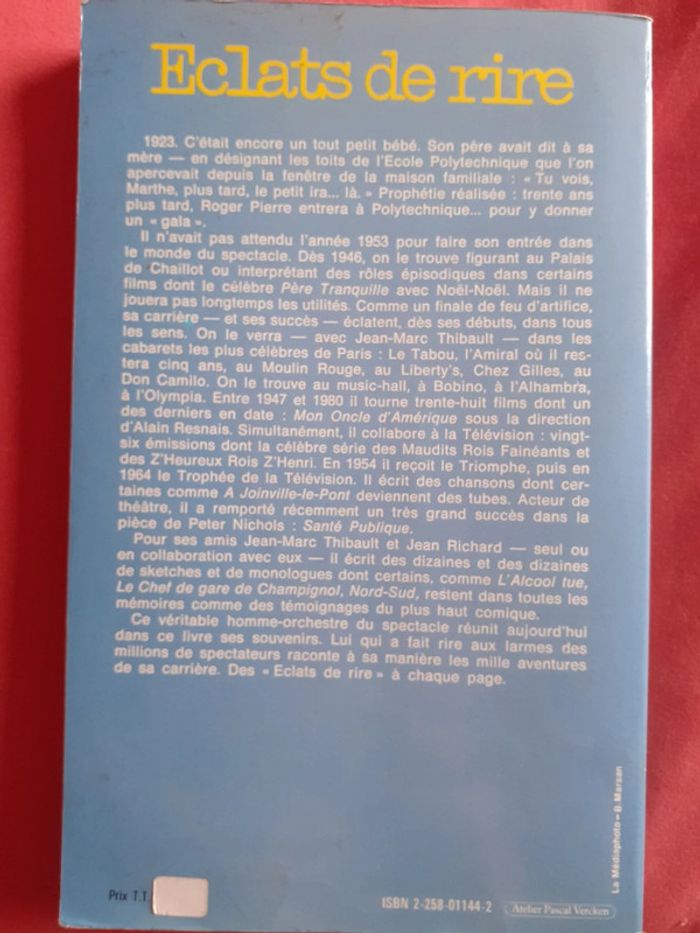 Eclats de rire
1923. C'était encore un tout petit bébé. Son père avait dit à sa
mère — en désignant les toits de l'Ecole Polytechnique que l'on
apercevait depuis la fenêtre de la maison familiale : « Tu vois,
Marthe, plus tard, le petit ira... là. » Prophétie réalisée : trente ans
plus tard, Roger Pierre entrera à Polytechnique... pour y donner
un « gala ».
Il n'avait pas attendu l'année 1953 pour faire son entrée dans
le monde du spectacle. Dès 1946, on le trouve figurant au Palais
de Chaillot ou interprétant des rôles épisodiques dans certains
films dont le célèbre Père Tranquille avec Noël-Noël. Mais il ne
jouera pas longtemps les utilités. Comme un finale de feu d'artifice,
sa carrière — et ses succès — éclatent, dès ses débuts, dans tous
les sens. On le verra — avec Jean-Marc Thibault — dans les
cabarets les plus célèbres de Paris : Le Tabou, l'Amiral où il res-
tera cinq ans, au Moulin Rouge, au Liberty's, Chez Gilles, au
Don Camilo. On le trouve au music-hall, à Bobino, à l'Alhambra,
à l'Olympia. Entre 1947 et 1980 il tourne trente-huit films dont un
des derniers en date : Mon Oncle d'Amérique sous la direction
d'Alain Resnais. Simultanément, il collabore à la Télévision : vingt-
six émissions dont la célèbre série des Maudits Rois Fainéants et
des Z'Heureux Rois Z'Henri. En 1954 il reçoit le Triomphe, puis en
1964 le Trophée de la Télévision. Il écrit des chansons dont cer-
taines comme A Joinville-le-Pont deviennent des tubes. Acteur de
théâtre, il a remporté récemment un très grand succès dans la
pièce de Peter Nichols : Santé Publique.
Pour ses amis Jean-Marc Thibault et Jean Richard — seul ou
en collaboration avec eux — il écrit des dizaines et des dizaines
de sketches et de monologues dont certains, comme L'Alcool tue,
Le Chef de gare de Champignol, Nord-Sud, restent dans toutes les
mémoires comme des témoignages du plus haut comique.
Ce véritable homme-orchestre du spectacle réunit aujourd'hui
dans ce livre ses souvenirs. Lui qui a fait rire aux larmes des
millions de spectateurs raconte à sa manière les mille aventures
de sa carrière. Des « Eclats de rire » à chaque page.
La Médiaphoto - B. Marsan
Prix T.T.
ISBN 2-258-01144-2
Atelier Pascal Vercken